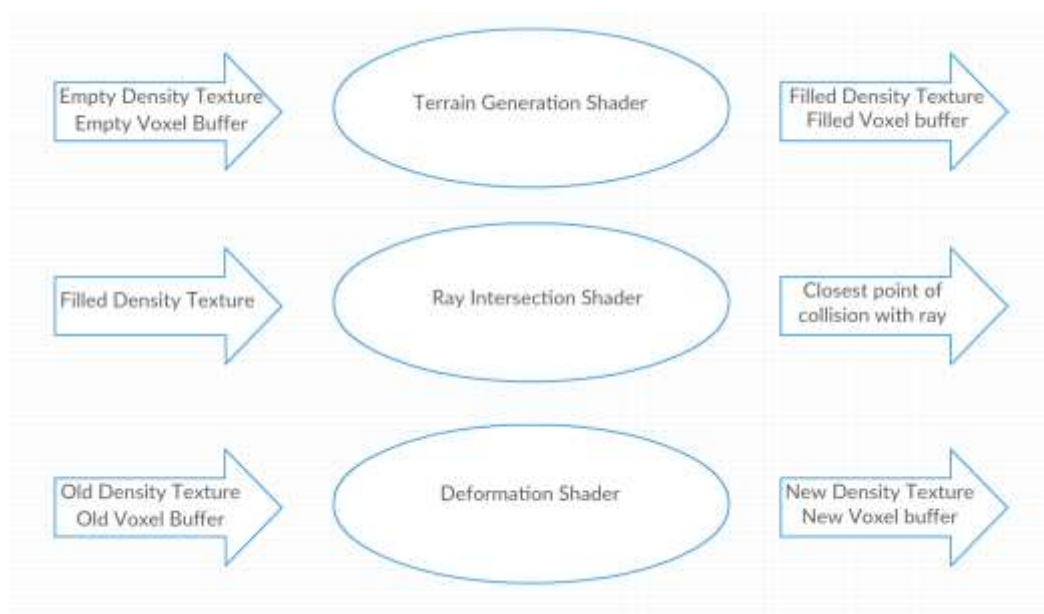 Empty Density Texture
Empty Voxel Buffer
Terrain Generation Shader
Filled Density Texture
Filled Voxel buffer
Filled Density Texture
Ray Intersection Shader
Closest point of
collision with ray
Old Density Texture
Old Voxel Buffer
Deformation Shader
New Density Texture
New Voxel buffer